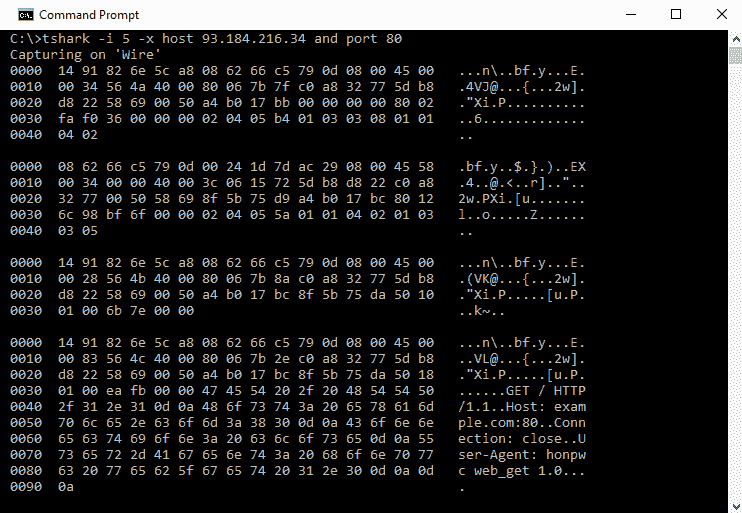 Command Prompt
C:\>tshark -i 5 -x host 93.184.216.34 and port 80
Capturing on 'Wire'
0000  14 91 82 6e 5c a8 08 62 66 c5 79 0d 08 00 45 00   ...n\..bf.y...E.
0010  00 34 56 4a 40 00 80 06 7b 7f c0 a8 32 77 5d b8   .4VJ@...{...2w].
0020  d8 22 58 69 00 50 a4 b0 17 bb 00 00 00 00 80 02   ."Xi.P..........
0030  fa f0 36 00 00 00 02 04 05 b4 01 03 03 08 01 01   ..6.............
0040  04 02                                             ..
0000  08 62 66 c5 79 0d 00 24 1d 7d ac 29 08 00 45 58   .bf.y..$.}.)..EX
0010  00 34 00 00 40 00 3c 06 15 72 5d b8 d8 22 c0 a8   .4..@.<..r].."..
0020  32 77 00 50 58 69 8f 5b 75 d9 a4 b0 17 bc 80 12   2w.PXi.[u.......
0030  6c 98 bf 6f 00 00 02 04 05 5a 01 01 04 02 01 03   l..o.....Z......
0040  03 05                                             ..
0000  14 91 82 6e 5c a8 08 62 66 c5 79 0d 08 00 45 00   ...n\..bf.y...E.
0010  00 28 56 4b 40 00 80 06 7b 8a c0 a8 32 77 5d b8   .(VK@...{...2w].
0020  d8 22 58 69 00 50 a4 b0 17 bc 8f 5b 75 da 50 10   ."Xi.P.....[u.P.
0030  01 00 6b 7e 00 00                                 ..k~..
0000  14 91 82 6e 5c a8 08 62 66 c5 79 0d 08 00 45 00   ...n\..bf.y...E.
0010  00 83 56 4c 40 00 80 06 7b 2e c0 a8 32 77 5d b8   ..VL@...{...2w].
0020  d8 22 58 69 00 50 a4 b0 17 bc 8f 5b 75 da 50 18   ."Xi.P.....[u.P.
0030  01 00 ea fb 00 00 47 45 54 20 2f 20 48 54 54 50   ......GET / HTTP
0040  2f 31 2e 31 0d 0a 48 6f 73 74 3a 20 65 78 61 6d   /1.1..Host: exam
0050  70 6c 65 2e 63 6f 6d 3a 38 30 0d 0a 43 6f 6e 6e   ple.com:80..Conn
0060  65 63 74 69 6f 6e 3a 20 63 6c 6f 73 65 0d 0a 55   ection: close..U
0070  73 65 72 2d 41 67 65 6e 74 3a 20 68 6f 6e 70 77   ser-Agent: honpw
0080  63 20 77 65 62 5f 67 65 74 20 31 2e 30 0d 0a 0d   c web_get 1.0...
0090  0a                                                .